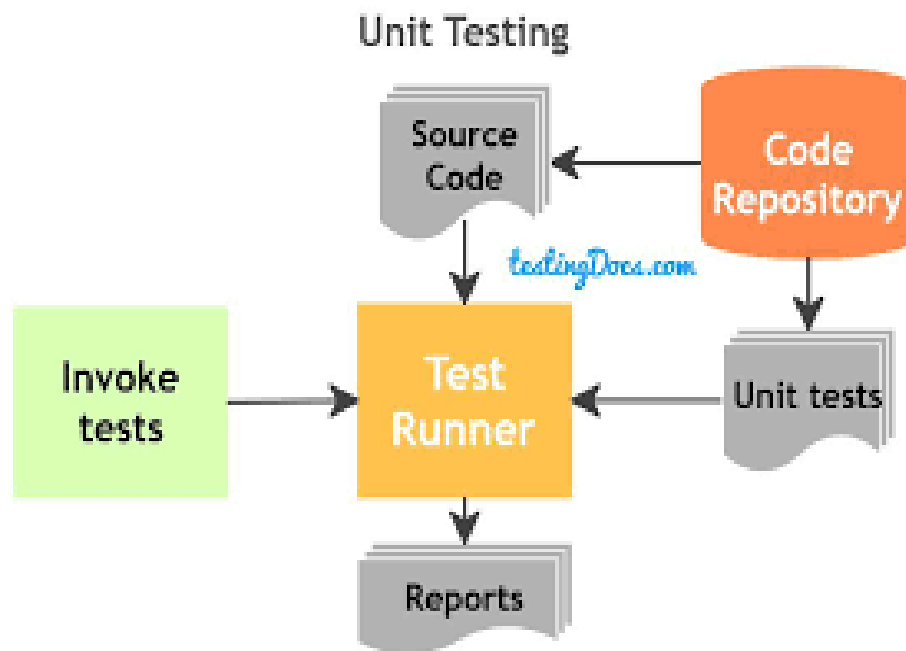 Unit Testing
Source
Code
Code
Repository
testingDocs.com
Invoke
tests
Test
Runner
Unit tests
Reports